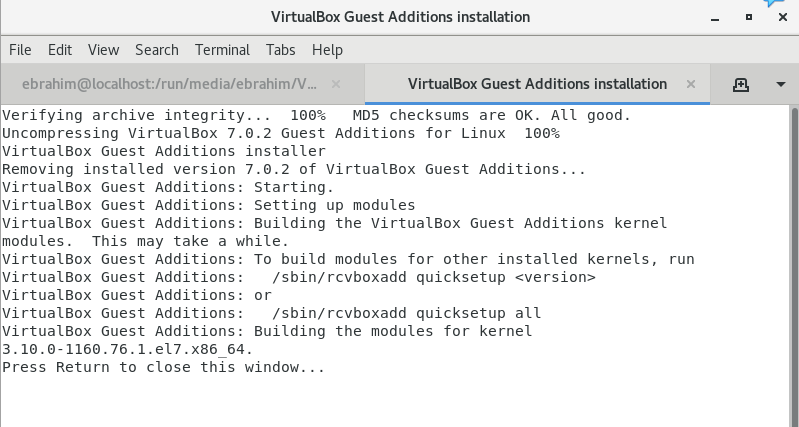 VirtualBox Guest Additions installation
File Edit View Search Terminal Tabs Help
ebrahim@localhost:/run/media/ebrahim/V... VirtualBox Guest Additions installation
Verifying archive integrity...  100%   MD5 checksums are OK. All good.
Uncompressing VirtualBox 7.0.2 Guest Additions for Linux  100%
VirtualBox Guest Additions installer
Removing installed version 7.0.2 of VirtualBox Guest Additions...
VirtualBox Guest Additions: Starting.
VirtualBox Guest Additions: Setting up modules
VirtualBox Guest Additions: Building the VirtualBox Guest Additions kernel
modules.  This may take a while.
VirtualBox Guest Additions: To build modules for other installed kernels, run
VirtualBox Guest Additions:   /sbin/rcvboxadd quicksetup <version>
VirtualBox Guest Additions: or
VirtualBox Guest Additions:   /sbin/rcvboxadd quicksetup all
VirtualBox Guest Additions: Building the modules for kernel
3.10.0-1160.76.1.el7.x86_64.
Press Return to close this window...